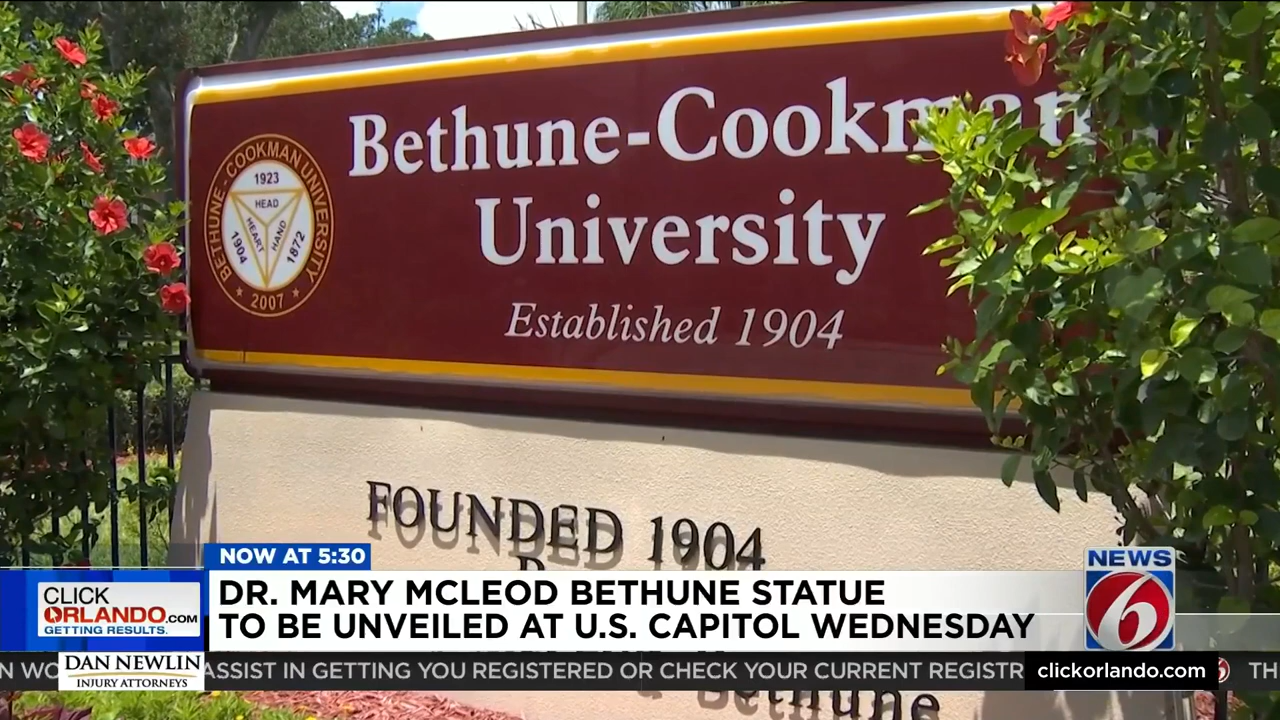 Bethune-Cookman
University
Established 1904
BETHUNE - COOKMAN UNIVERSITY
1923
HEAD
HEART
HAND
1904
1872
★ 2007 ★
FOUNDED 1904
NOW AT 5:30
DR. MARY MCLEOD BETHUNE STATUE
TO BE UNVEILED AT U.S. CAPITOL WEDNESDAY
CLICK
ORLANDO.COM
GETTING RESULTS.
NEWS
6
DAN NEWLIN
INJURY ATTORNEYS
ASSIST IN GETTING YOU REGISTERED OR CHECK YOUR CURRENT REGISTR
clickorlando.com
Bethune